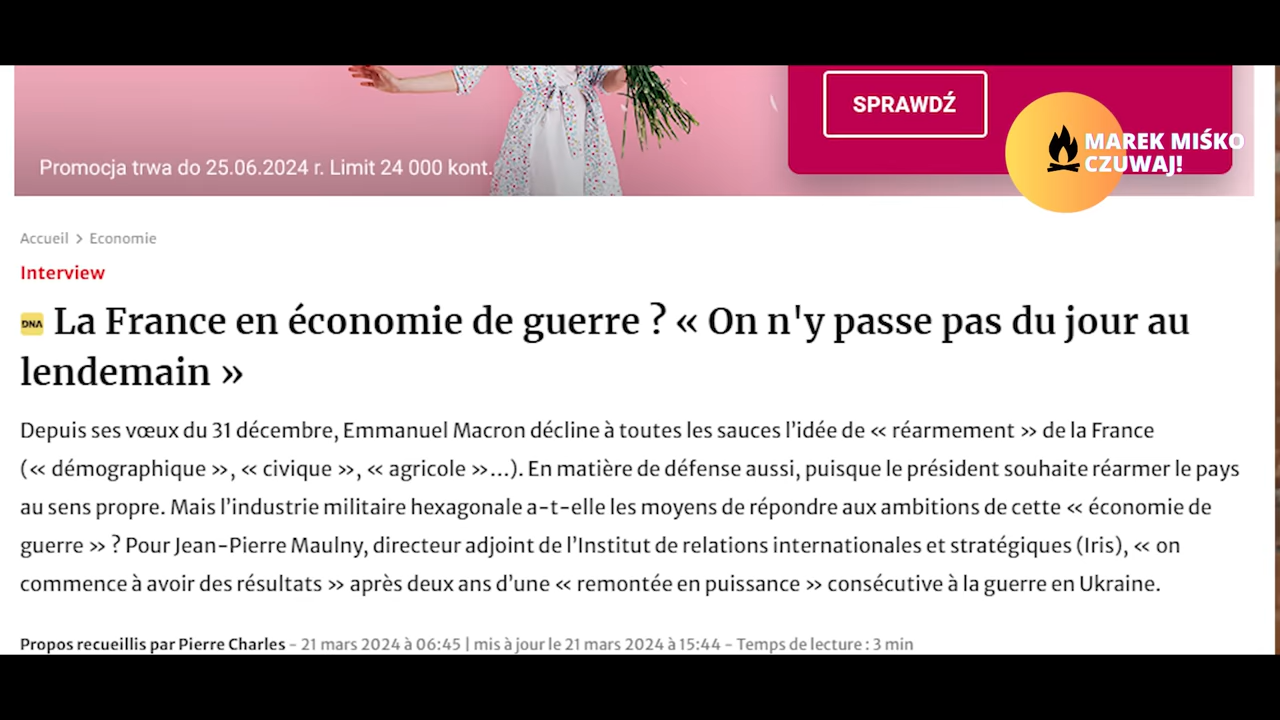 SPRAWDŹ
MAREK MIŚKO
CZUWAJ!
Promocja trwa do 25.06.2024 r. Limit 24 000 kont.
Accueil > Economie
Interview
DNA La France en économie de guerre ? « On n'y passe pas du jour au
lendemain »
Depuis ses vœux du 31 décembre, Emmanuel Macron décline à toutes les sauces l’idée de « réarmement » de la France
(« démographique », « civique », « agricole »...). En matière de défense aussi, puisque le président souhaite réarmer le pays
au sens propre. Mais l’industrie militaire hexagonale a-t-elle les moyens de répondre aux ambitions de cette « économie de
guerre » ? Pour Jean-Pierre Maulny, directeur adjoint de l’Institut de relations internationales et stratégiques (Iris), « on
commence à avoir des résultats » après deux ans d’une « remontée en puissance » consécutive à la guerre en Ukraine.
Propos recueillis par Pierre Charles - 21 mars 2024 à 06:45 | mis à jour le 21 mars 2024 à 15:44 - Temps de lecture : 3 min